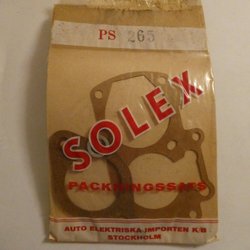 PS 265
SOLEX
PACKNINGSSATS
AUTO ELEKTRISKA IMPORTEN K/B
STOCKHOLM